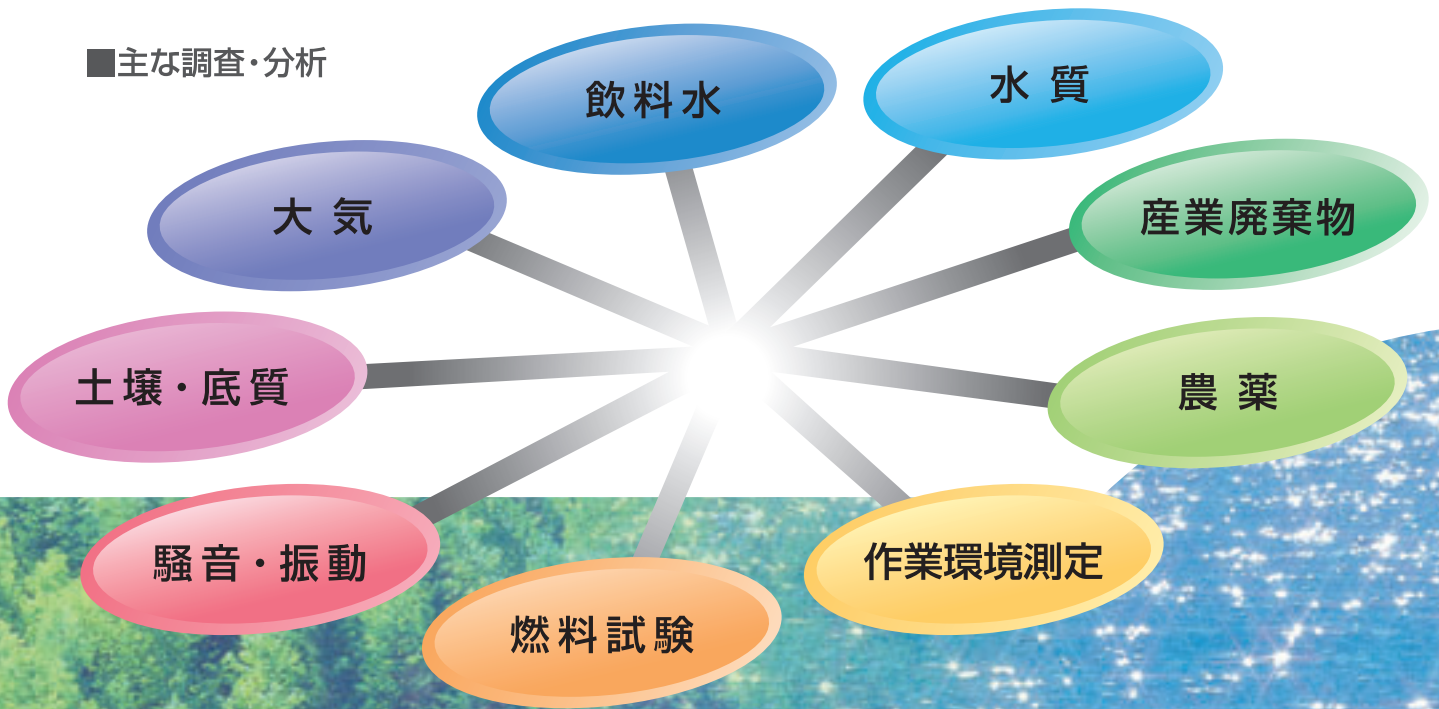 ■主な調査・分析
飲料水
水質
大気
産業廃棄物
土壌・底質
農薬
騒音・振動
作業環境測定
燃料試験